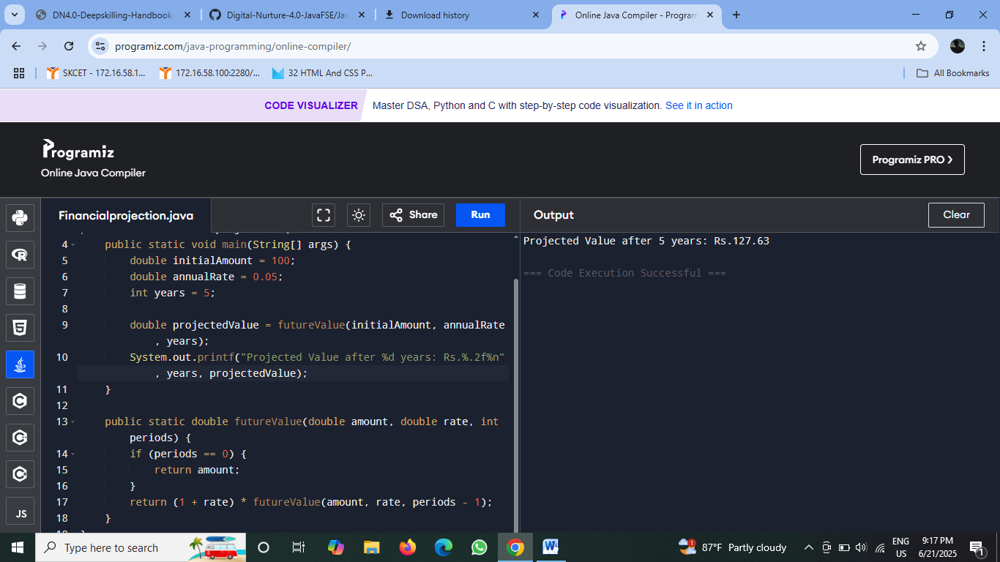 DN4.0-Deepskilling-Handbook-
Digital-Nurture-4.0-JavaFSE/Jav
Download history
Online Java Compiler - Program
programiz.com/java-programming/online-compiler/
SKCET - 172.16.58.1...
172.16.58.100:2280/...
32 HTML And CSS P...
All Bookmarks
CODE VISUALIZER
Master DSA, Python and C with step-by-step code visualization. See it in action
Programiz
Online Java Compiler
Programiz PRO
Financialprojection.java
Share
Run
Output
Clear
4 public static void main(String[] args) {
5 double initialAmount = 100;
6 double annualRate = 0.05;
7 int years = 5;
8
9 double projectedValue = futureValue(initialAmount, annualRate
, years);
10 System.out.printf("Projected Value after %d years: Rs.%.2f%n"
, years, projectedValue);
11 }
12
13 public static double futureValue(double amount, double rate, int
periods) {
14 if (periods == 0) {
15 return amount;
16 }
17 return (1 + rate) * futureValue(amount, rate, periods - 1);
18 }
Projected Value after 5 years: Rs.127.63
=== Code Execution Successful ===
JS
Type here to search
87°F Partly cloudy
ENG
US
9:17 PM
6/21/2025
1